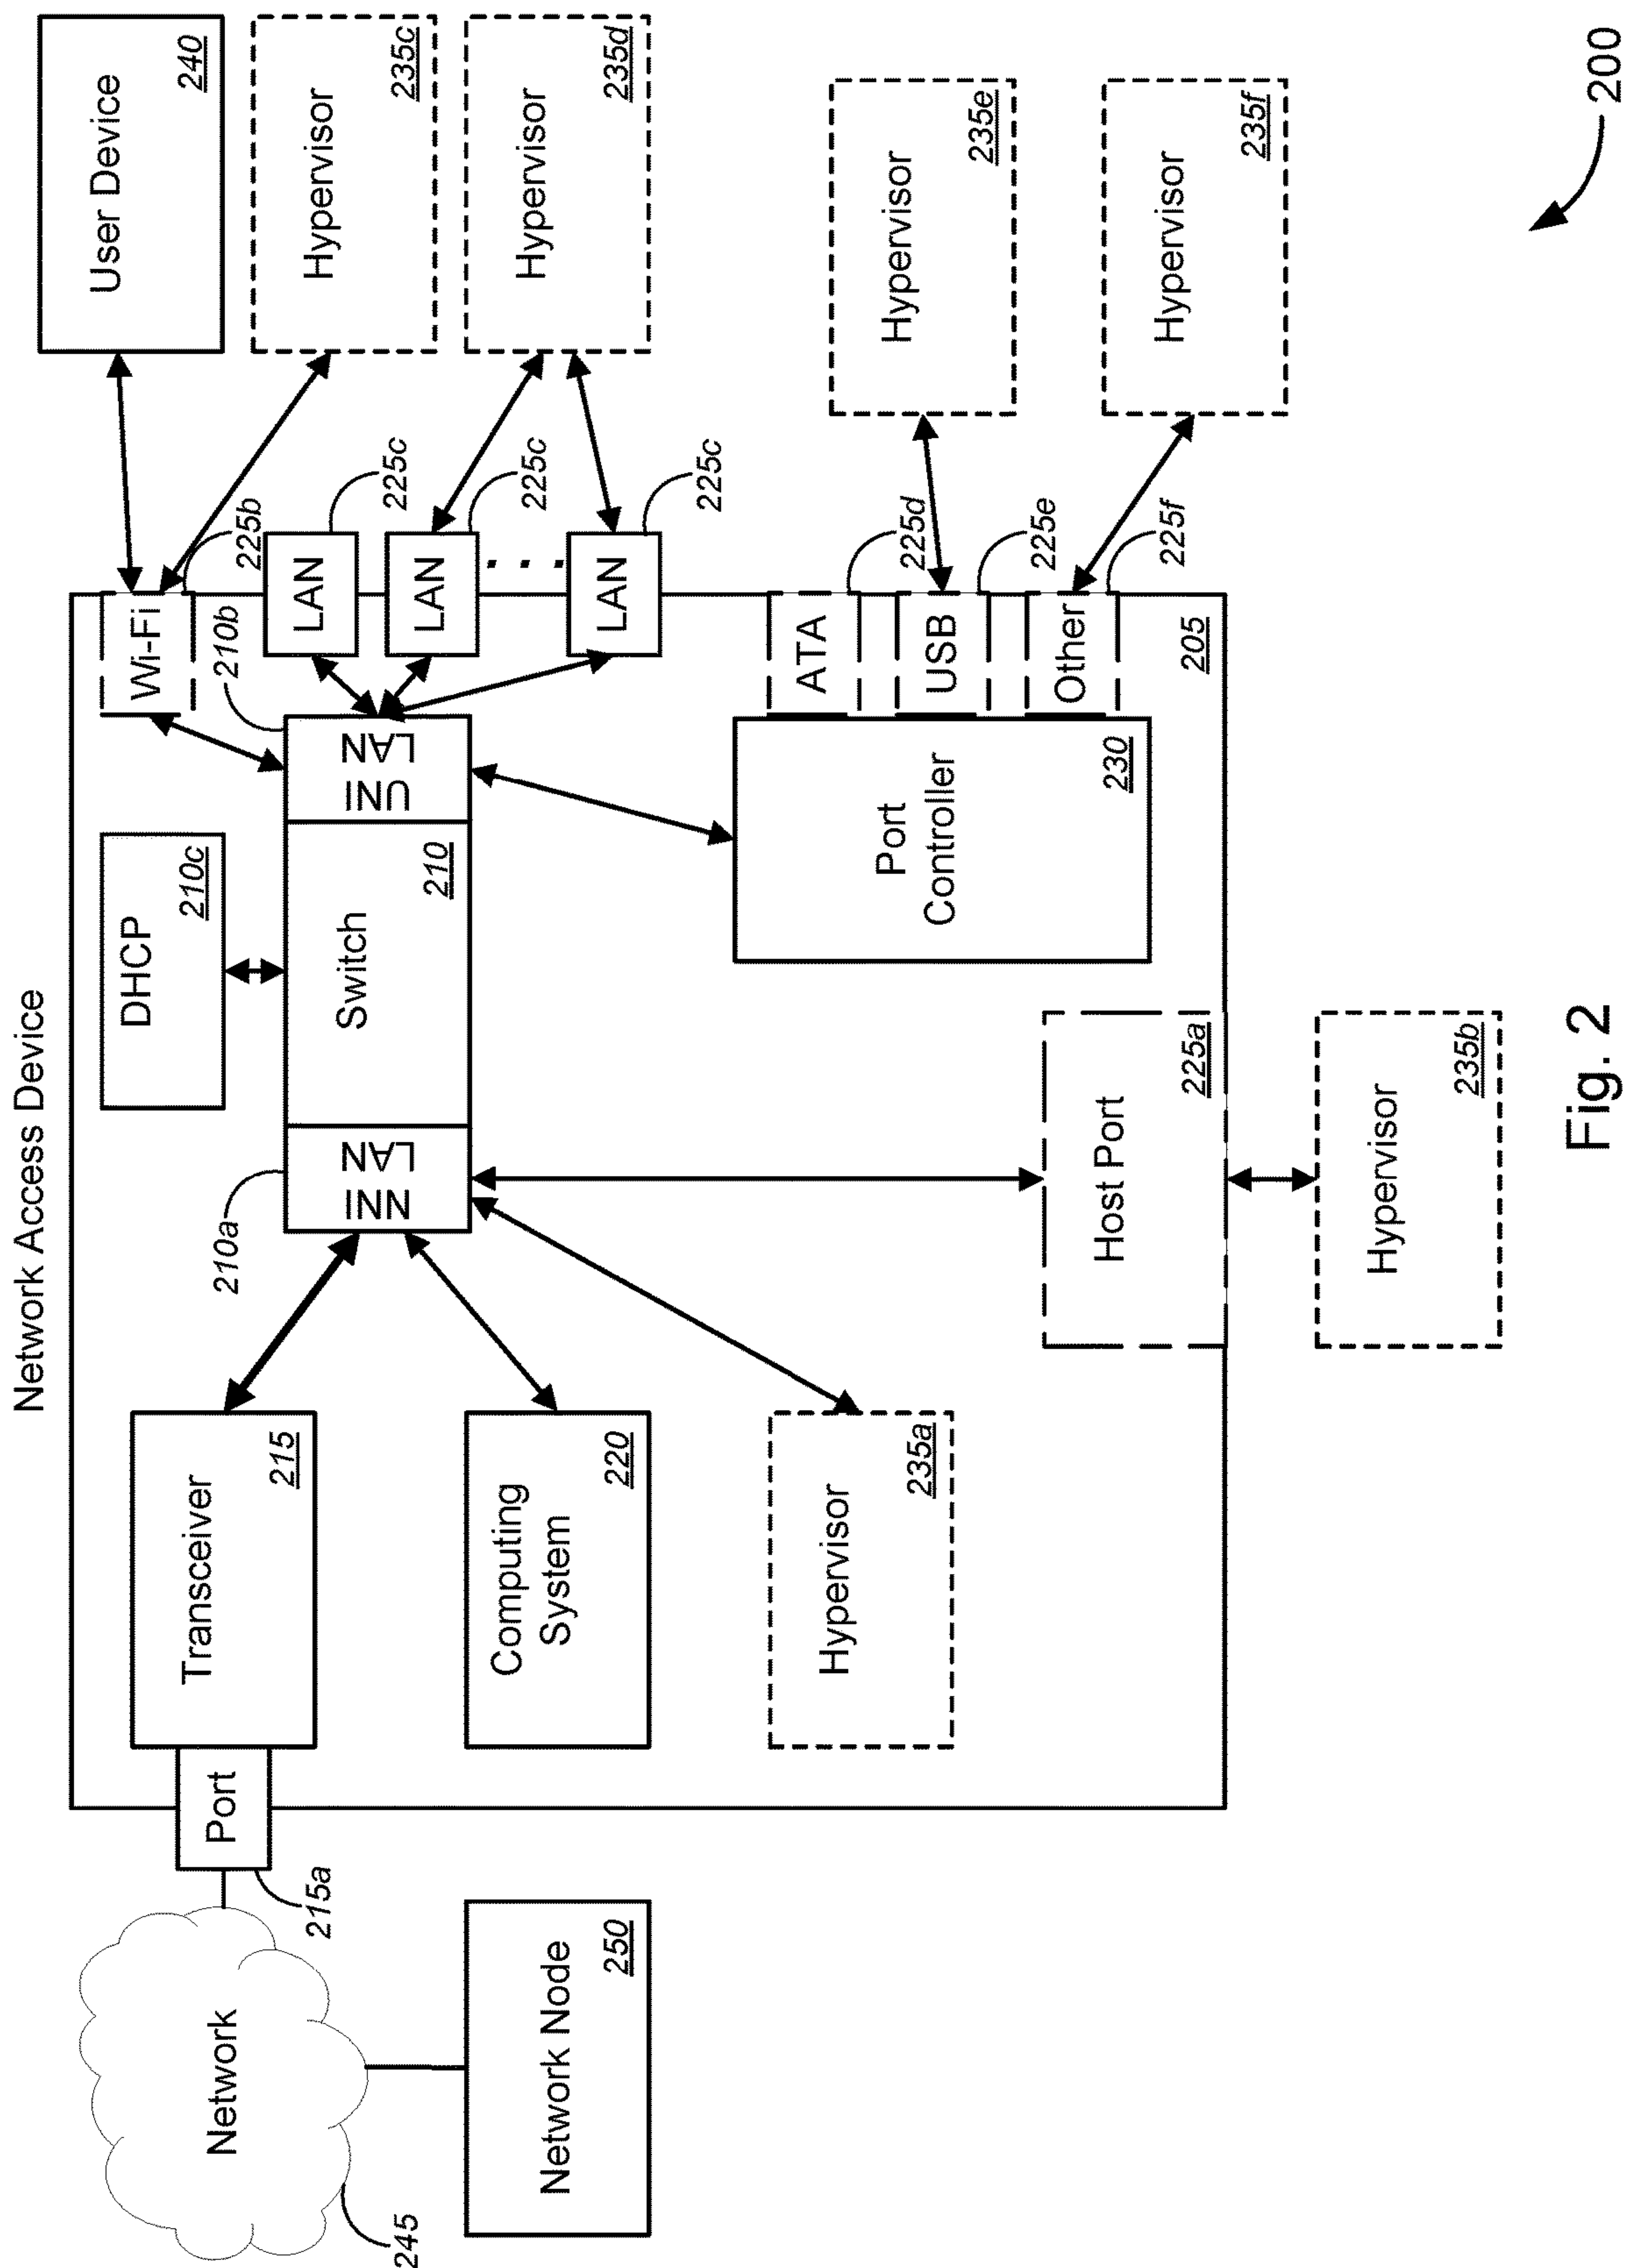 Network Access Device
Network
245
Network Node
250
Port
215a
Transceiver
215
Computing
System
220
Hypervisor
235a
NNI
LAN
210a
Switch
210
UNI
LAN
210b
DHCP
210c
Host Port
225a
Hypervisor
235b
Port
Controller
230
Wi-Fi
225b
LAN
225c
LAN
225c
. . .
LAN
225c
ATA
225d
USB
225e
Other
225f
205
User Device
240
Hypervisor
235c
Hypervisor
235d
Hypervisor
235e
Hypervisor
235f
200
Fig. 2